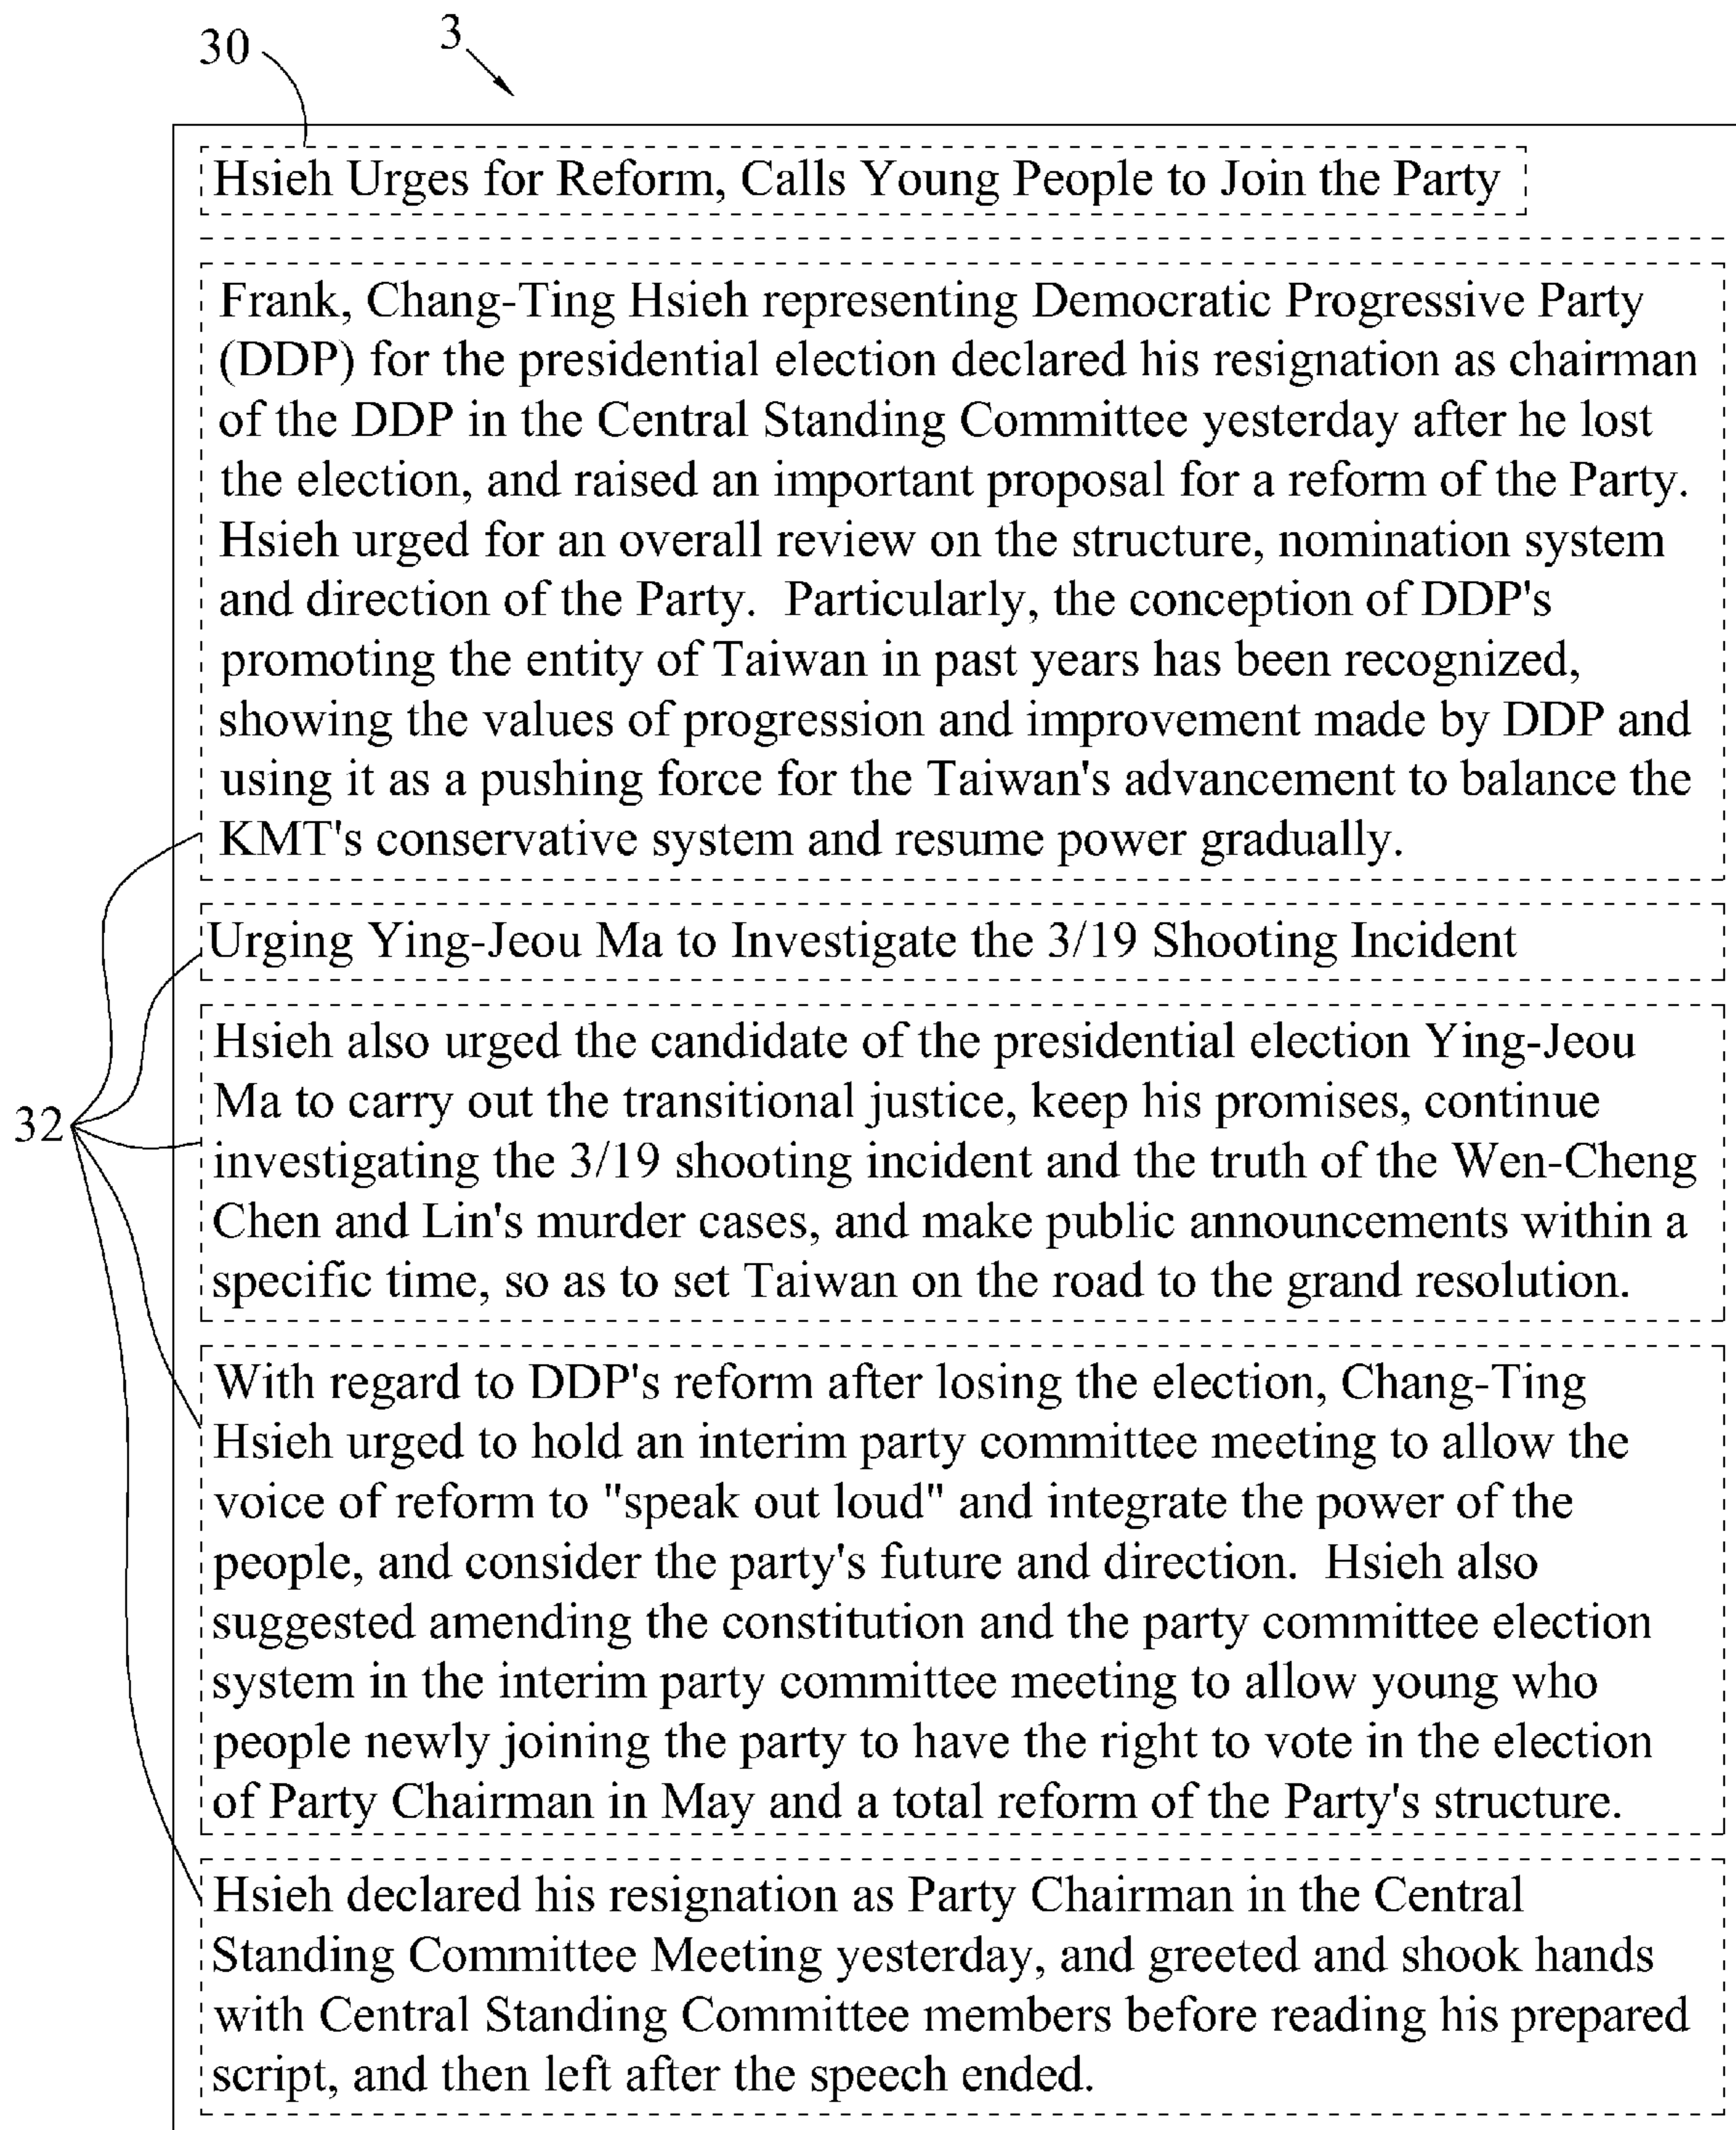 30
3
Hsieh Urges for Reform, Calls Young People to Join the Party
Frank, Chang-Ting Hsieh representing Democratic Progressive Party
(DDP) for the presidential election declared his resignation as chairman
of the DDP in the Central Standing Committee yesterday after he lost
the election, and raised an important proposal for a reform of the Party.
Hsieh urged for an overall review on the structure, nomination system
and direction of the Party.  Particularly, the conception of DDP's
promoting the entity of Taiwan in past years has been recognized,
showing the values of progression and improvement made by DDP and
using it as a pushing force for the Taiwan's advancement to balance the
KMT's conservative system and resume power gradually.
Urging Ying-Jeou Ma to Investigate the 3/19 Shooting Incident
Hsieh also urged the candidate of the presidential election Ying-Jeou
Ma to carry out the transitional justice, keep his promises, continue
32
investigating the 3/19 shooting incident and the truth of the Wen-Cheng
Chen and Lin's murder cases, and make public announcements within a
specific time, so as to set Taiwan on the road to the grand resolution.
With regard to DDP's reform after losing the election, Chang-Ting
Hsieh urged to hold an interim party committee meeting to allow the
voice of reform to "speak out loud" and integrate the power of the
people, and consider the party's future and direction.  Hsieh also
suggested amending the constitution and the party committee election
system in the interim party committee meeting to allow young who
people newly joining the party to have the right to vote in the election
of Party Chairman in May and a total reform of the Party's structure.
Hsieh declared his resignation as Party Chairman in the Central
Standing Committee Meeting yesterday, and greeted and shook hands
with Central Standing Committee members before reading his prepared
script, and then left after the speech ended.